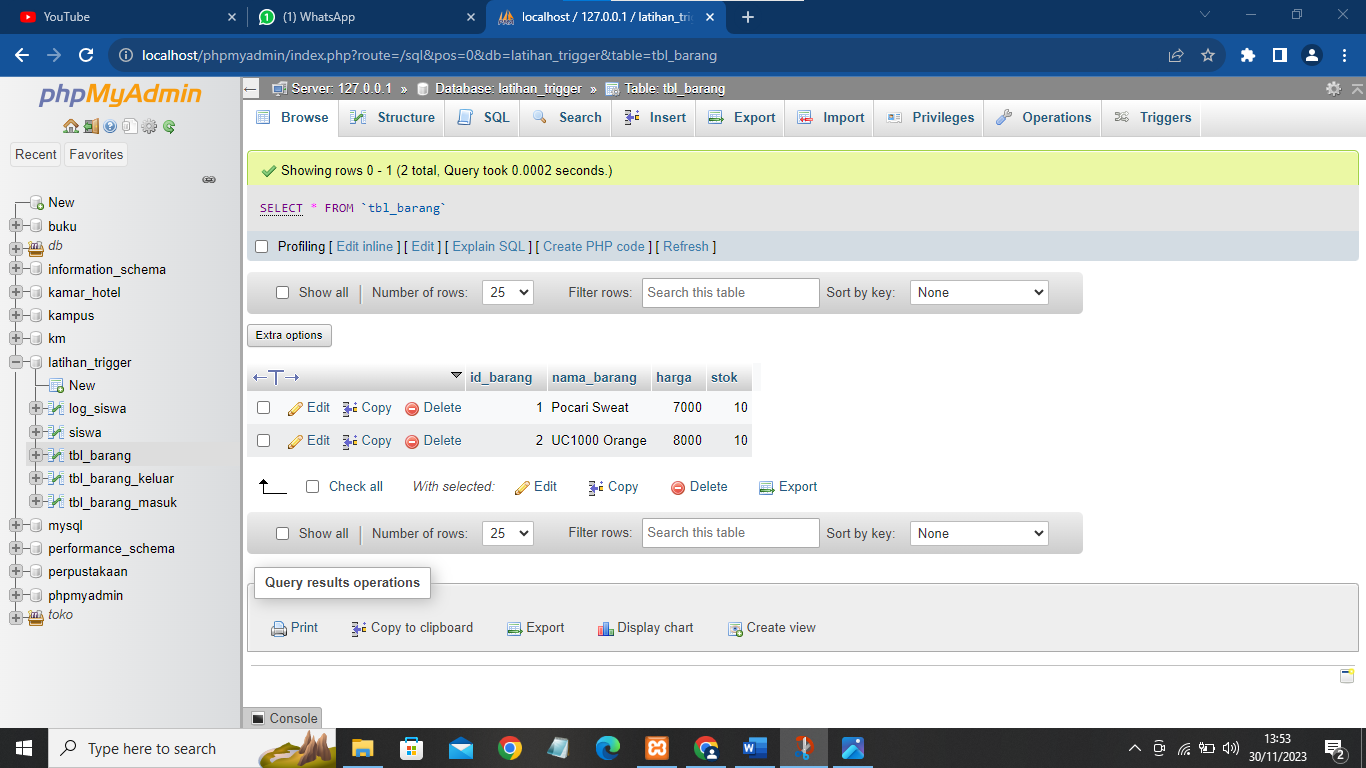 YouTube
(1) WhatsApp
localhost / 127.0.0.1 / latihan_tri
localhost/phpmyadmin/index.php?route=/sql&pos=0&db=latihan_trigger&table=tbl_barang
phpMyAdmin
Recent
Favorites
New
buku
db
information_schema
kamar_hotel
kampus
km
latihan_trigger
New
log_siswa
siswa
tbl_barang
tbl_barang_keluar
tbl_barang_masuk
mysql
performance_schema
perpustakaan
phpmyadmin
toko
Server: 127.0.0.1 » Database: latihan_trigger » Table: tbl_barang
Browse Structure SQL Search Insert Export Import Privileges Operations Triggers
Showing rows 0 - 1 (2 total, Query took 0.0002 seconds.)
SELECT * FROM `tbl_barang`
Profiling [ Edit inline ] [ Edit ] [ Explain SQL ] [ Create PHP code ] [ Refresh ]
Show all Number of rows: 25 Filter rows: Search this table Sort by key: None
Extra options
←T→ id_barang nama_barang harga stok
Edit Copy Delete 1 Pocari Sweat 7000 10
Edit Copy Delete 2 UC1000 Orange 8000 10
Check all With selected: Edit Copy Delete Export
Show all Number of rows: 25 Filter rows: Search this table Sort by key: None
Query results operations
Print Copy to clipboard Export Display chart Create view
Console
Type here to search
13:53
30/11/2023
2